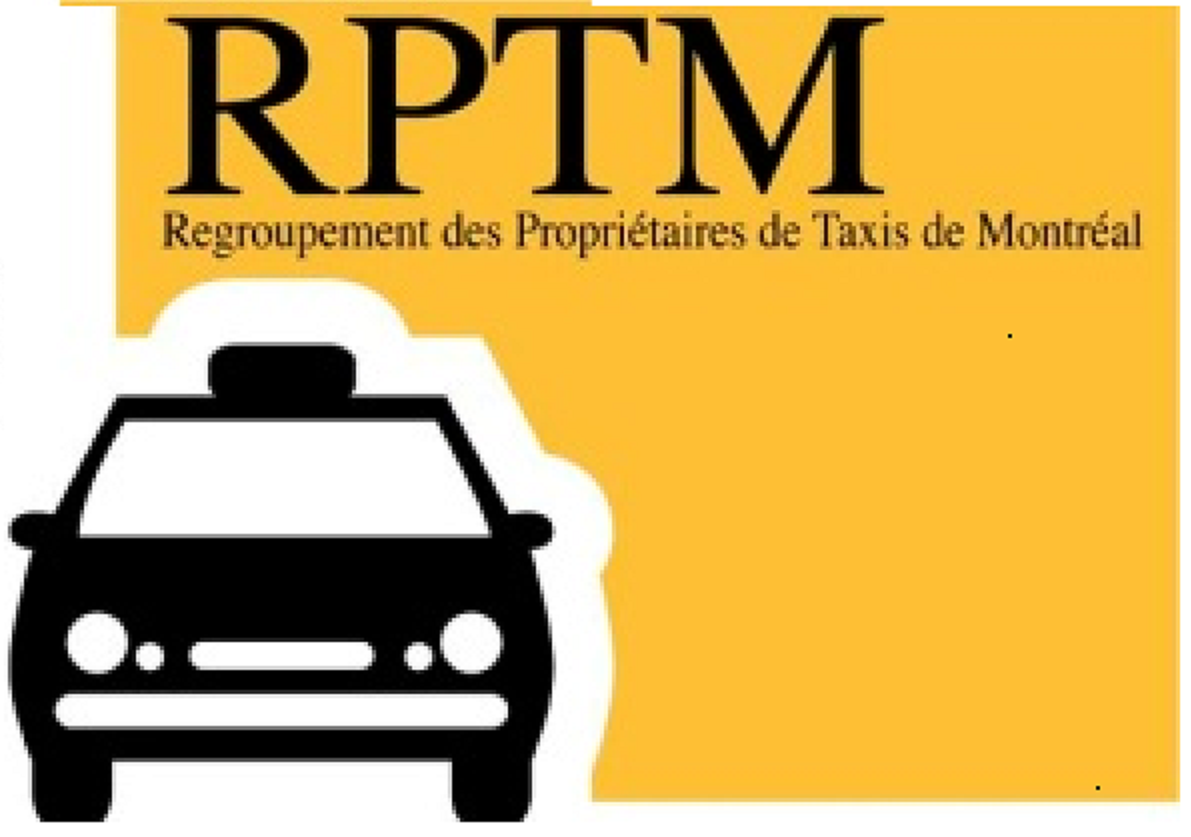 RPTM
Regroupement des Propriétaires de Taxis de Montréal